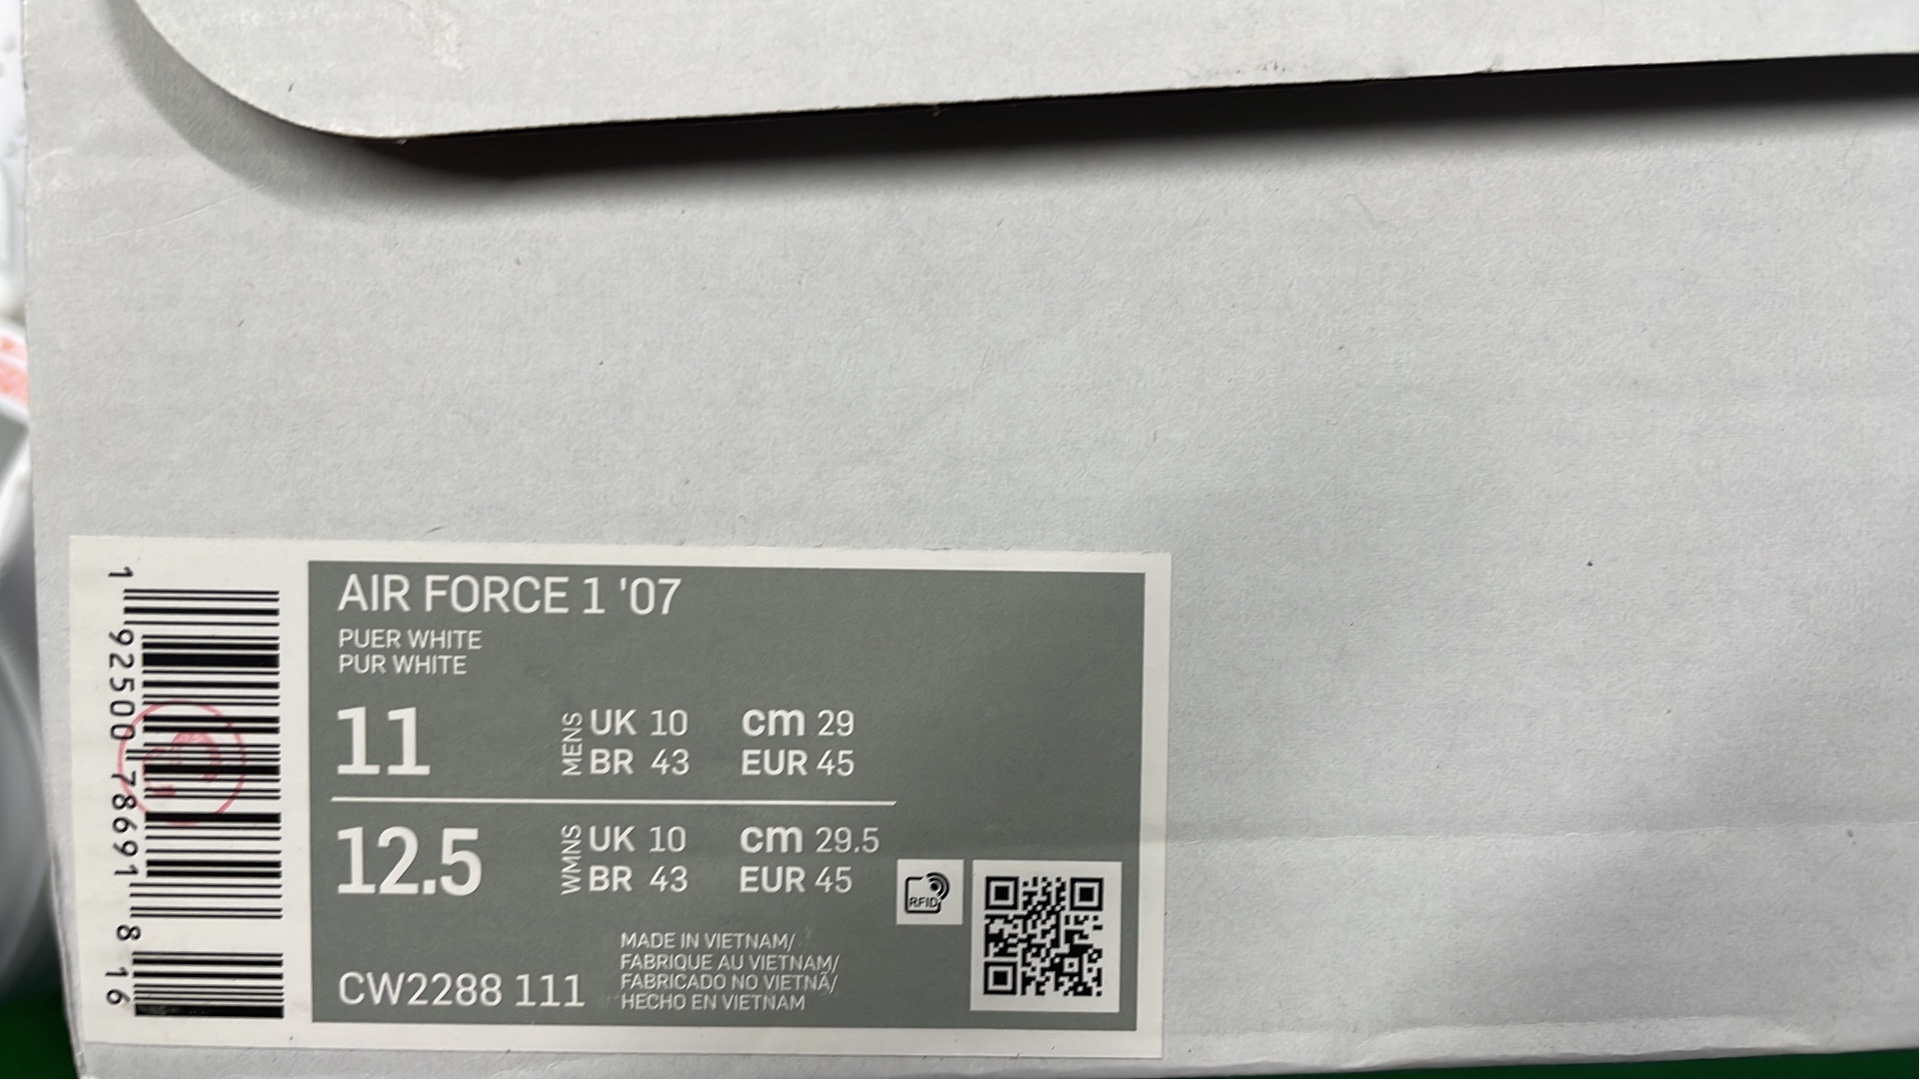 AIR FORCE 1 '07
PUER WHITE
PUR WHITE
11 MENS UK 10 cm 29
BR 43 EUR 45
12.5 WMNS UK 10 cm 29.5
BR 43 EUR 45
RFID
MADE IN VIETNAM/
FABRIQUE AU VIETNAM/
FABRICADO NO VIETNÃ/
HECHO EN VIETNAM
CW2288 111
1 92500 78691 8 16